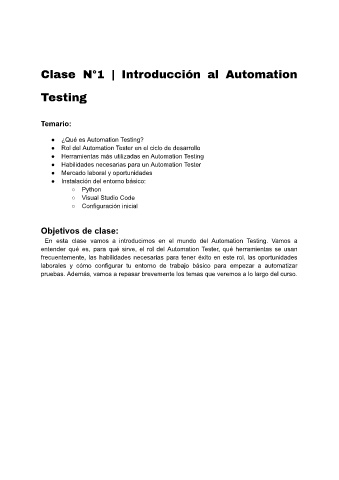 Clase N°1 | Introducción al Automation
Testing
Temario:
● ¿Qué es Automation Testing?
● Rol del Automation Tester en el ciclo de desarrollo
● Herramientas más utilizadas en Automation Testing
● Habilidades necesarias para un Automation Tester
● Mercado laboral y oportunidades
● Instalación del entorno básico:
○ Python
○ Visual Studio Code
○ Configuración inicial
Objetivos de clase:
En esta clase vamos a introducirnos en el mundo del Automation Testing. Vamos a
entender qué es, para qué sirve, el rol del Automation Tester, qué herramientas se usan
frecuentemente, las habilidades necesarias para tener éxito en este rol, las oportunidades
laborales y cómo configurar tu entorno de trabajo básico para empezar a automatizar
pruebas. Además, vamos a repasar brevemente los temas que veremos a lo largo del curso.